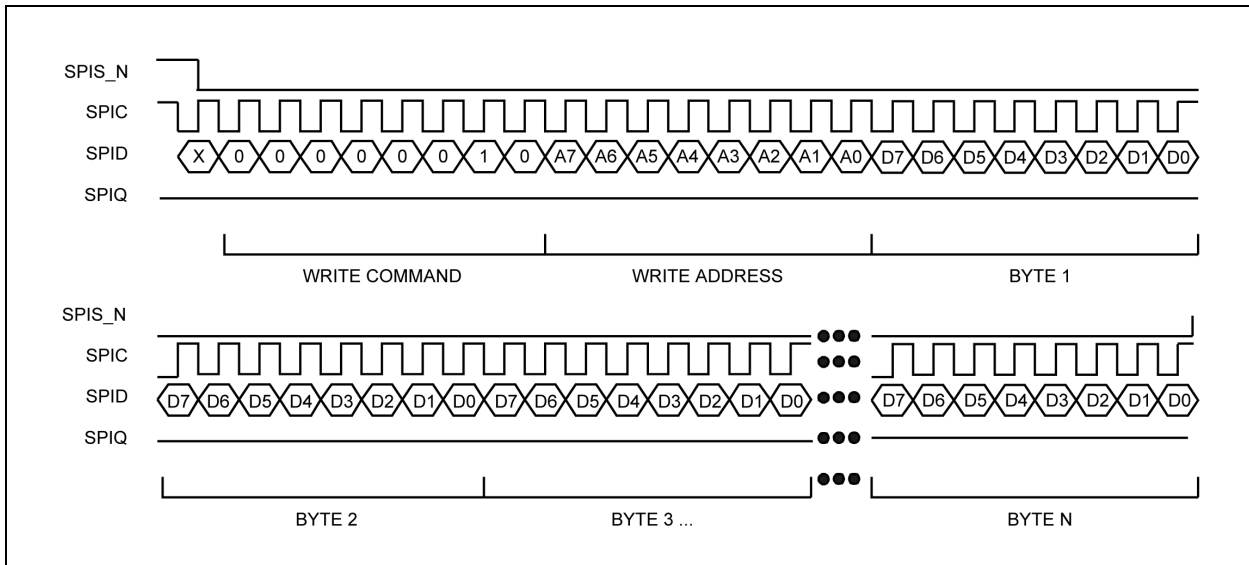 SPIS_N
SPIC
SPID X 0 0 0 0 0 0 1 0 A7 A6 A5 A4 A3 A2 A1 A0 D7 D6 D5 D4 D3 D2 D1 D0
SPIQ
WRITE COMMAND WRITE ADDRESS BYTE 1
SPIS_N
SPIC
SPID D7 D6 D5 D4 D3 D2 D1 D0 D7 D6 D5 D4 D3 D2 D1 D0 D7 D6 D5 D4 D3 D2 D1 D0
SPIQ
BYTE 2 BYTE 3 ... BYTE N